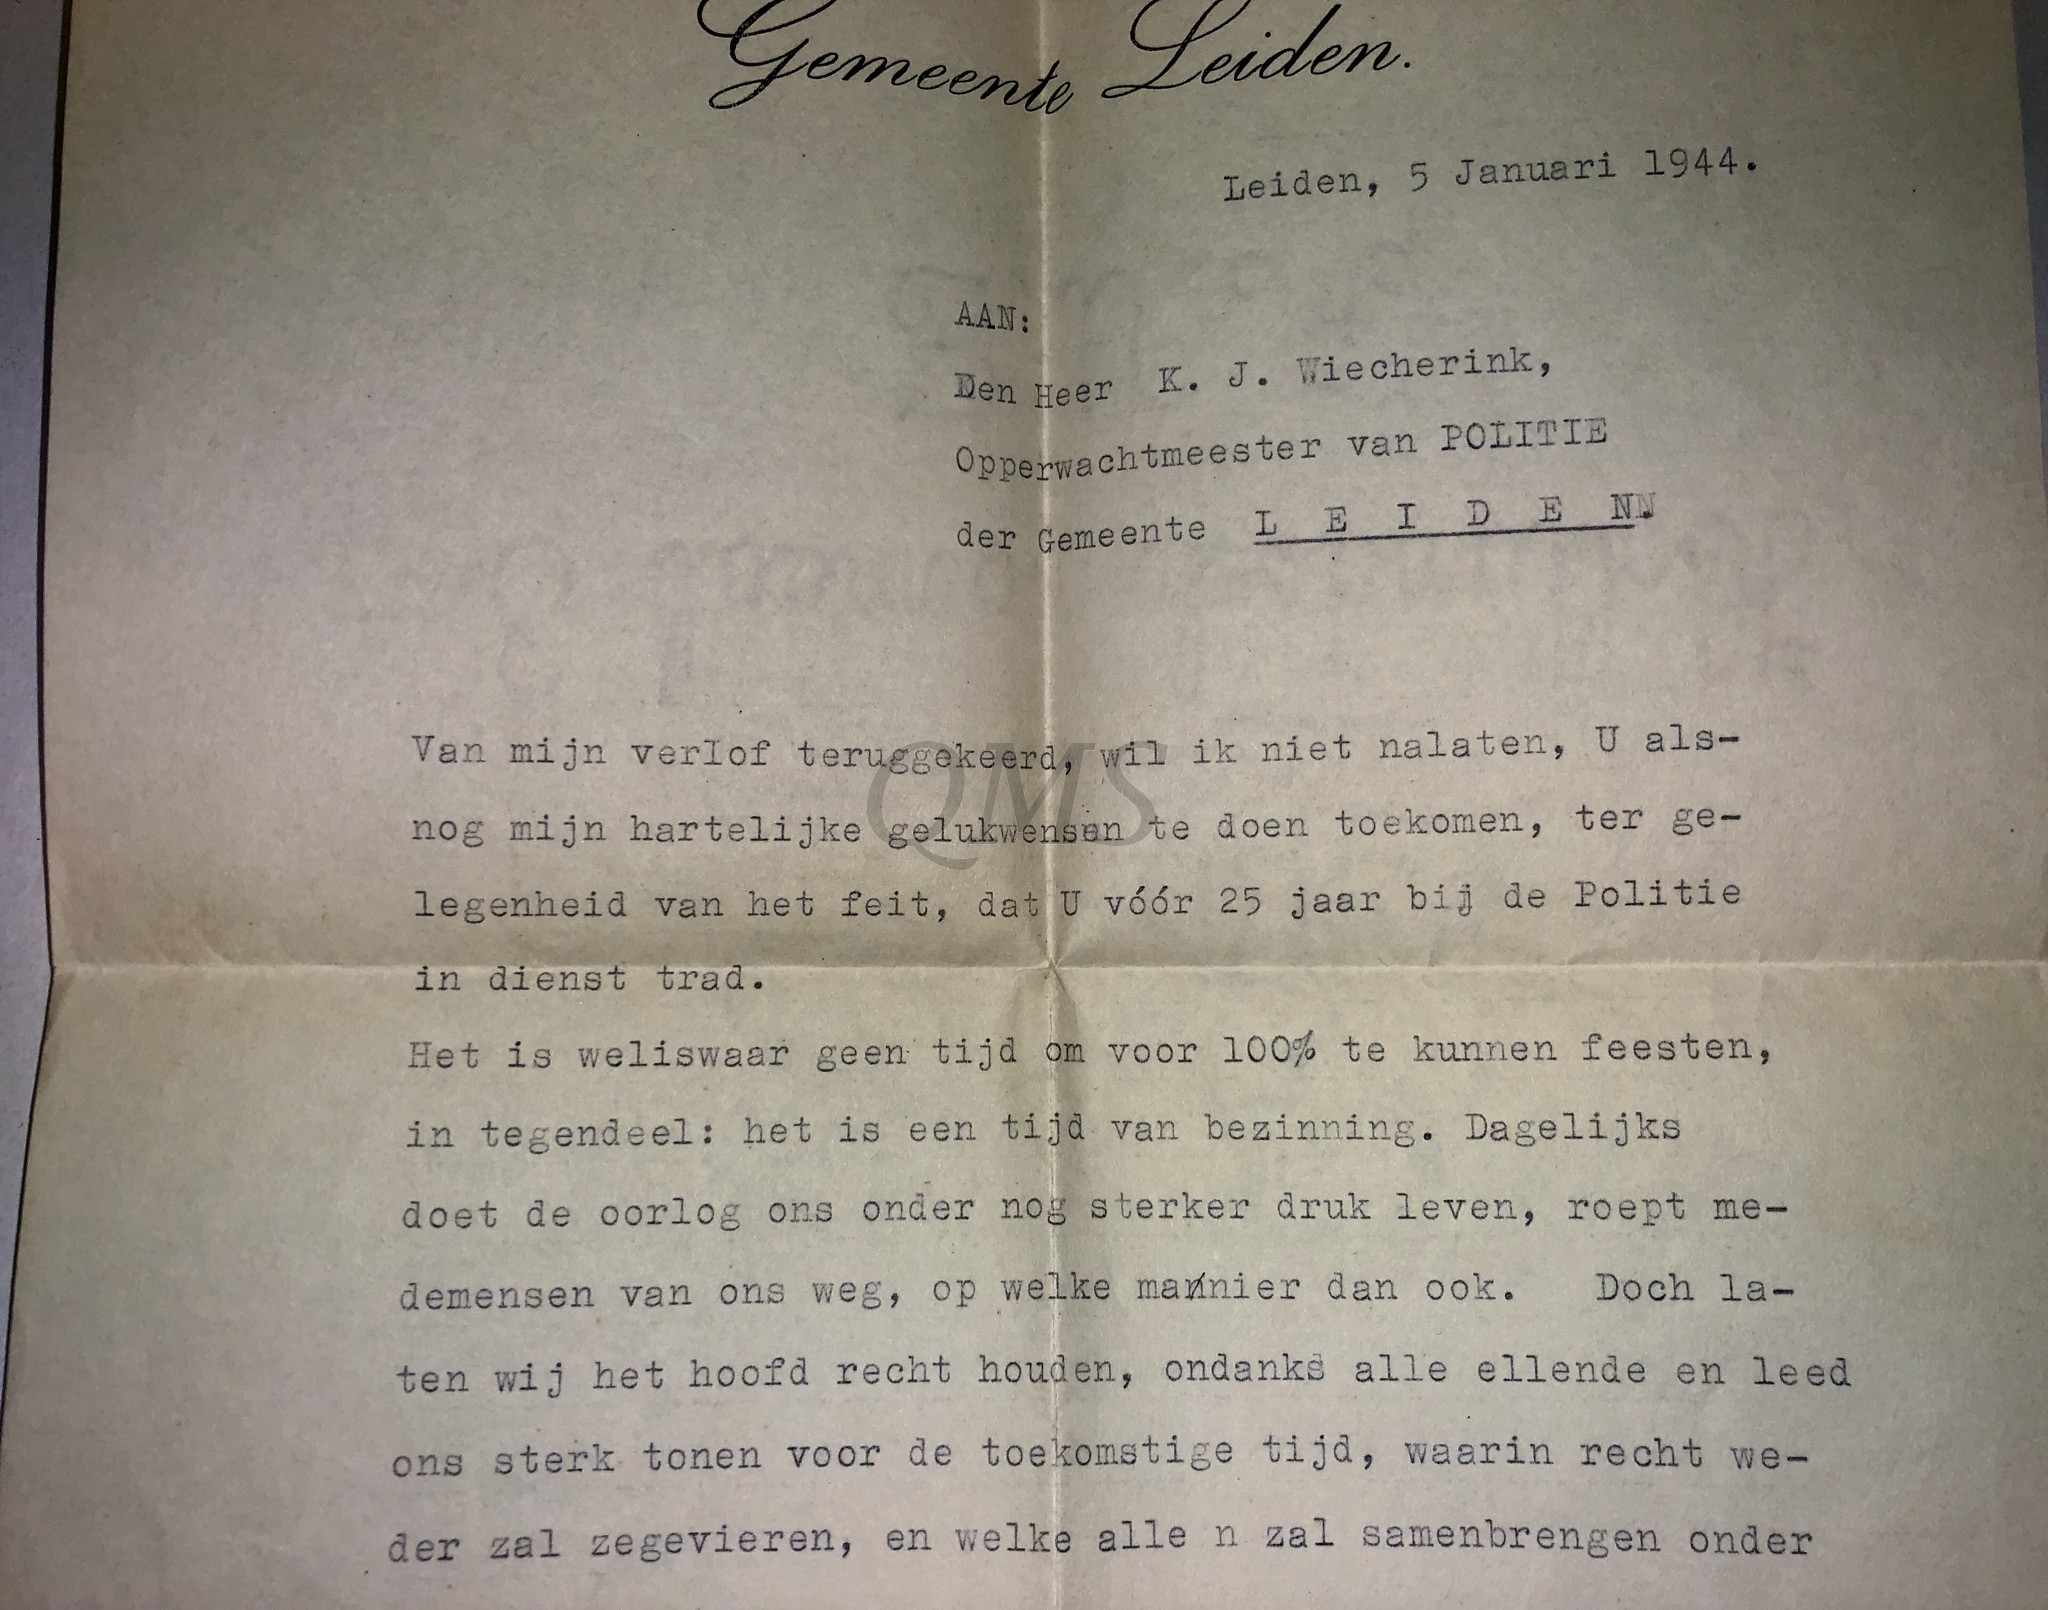 Gemeente Leiden.
Leiden, 5 Januari 1944.
AAN:
Den Heer K. J. Wiecherink,
Opperwachtmeester van POLITIE
der Gemeente L E I D E NN.
Van mijn verlof teruggekeerd, wil ik niet nalaten, U als-
nog mijn hartelijke gelukwensen te doen toekomen, ter ge-
legenheid van het feit, dat U vóór 25 jaar bij de Politie
in dienst trad.
Het is weliswaar geen tijd om voor 100% te kunnen feesten,
in tegendeel: het is een tijd van bezinning. Dagelijks
doet de oorlog ons onder nog sterker druk leven, roept me-
demensen van ons weg, op welke mannier dan ook. Doch la-
ten wij het hoofd recht houden, ondanks alle ellende en leed
ons sterk tonen voor de toekomstige tijd, waarin recht we-
der zal zegevieren, en welke alle n zal samenbrengen onder
QMS